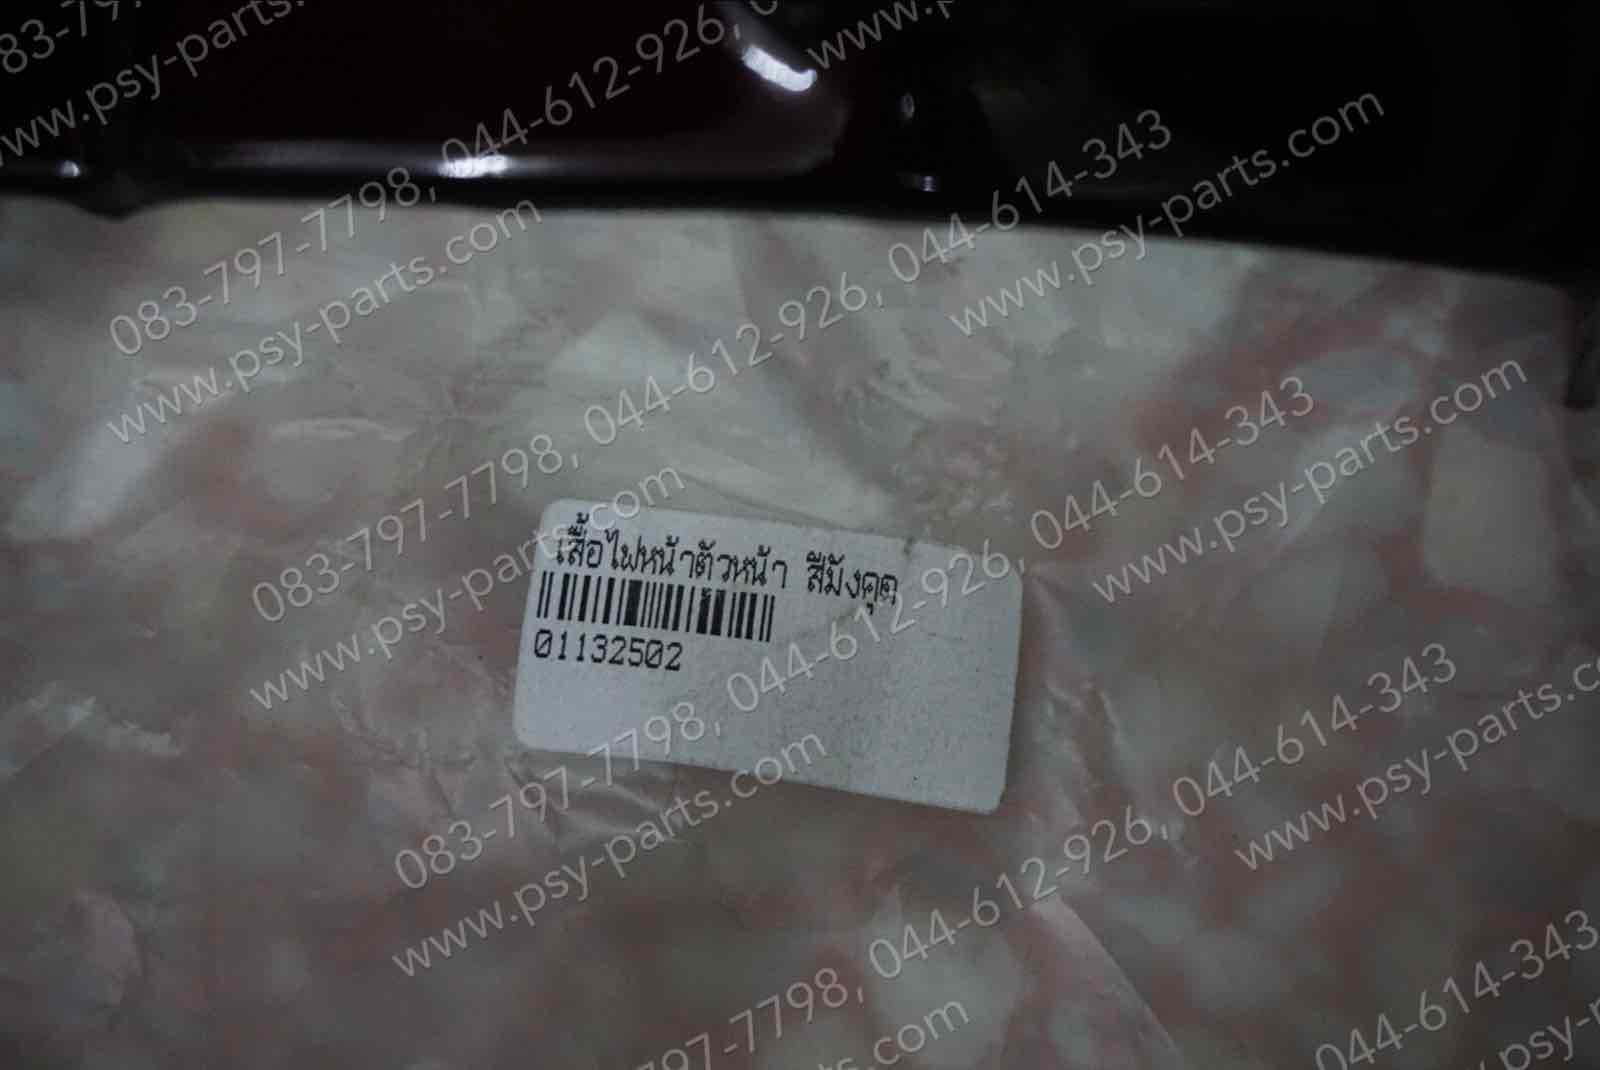 083-797-7798, 044-612-926, 044-614-343
www.psy-parts.com
เสื้อไฟหน้าตัวหน้า สีมังคุด
01132502